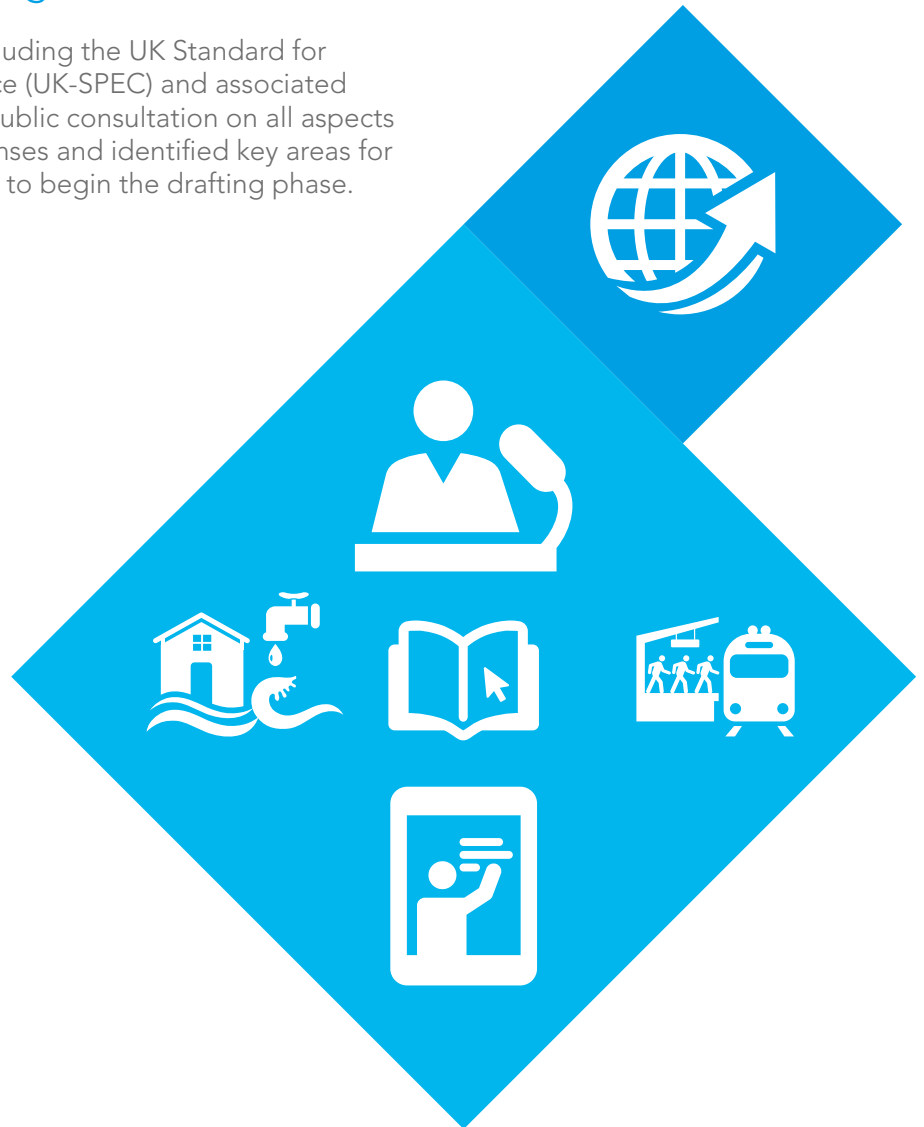 luding the UK Standard for
ce (UK-SPEC) and associated
ublic consultation on all aspects
nses and identified key areas for
to begin the drafting phase.